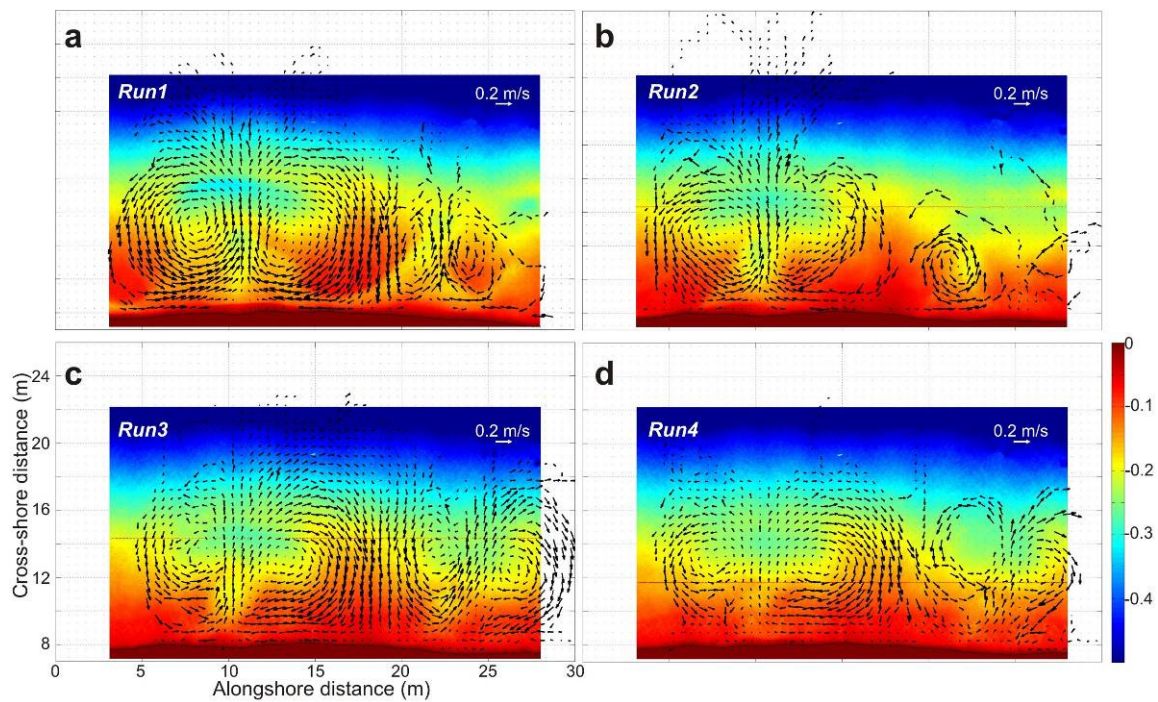 a
Run1
0.2 m/s
b
Run2
0.2 m/s
c
Run3
0.2 m/s
d
Run4
0.2 m/s
Cross-shore distance (m)
24
20
16
12
8
0 5 10 15 20 25 30
Alongshore distance (m)
0
-0.1
-0.2
-0.3
-0.4